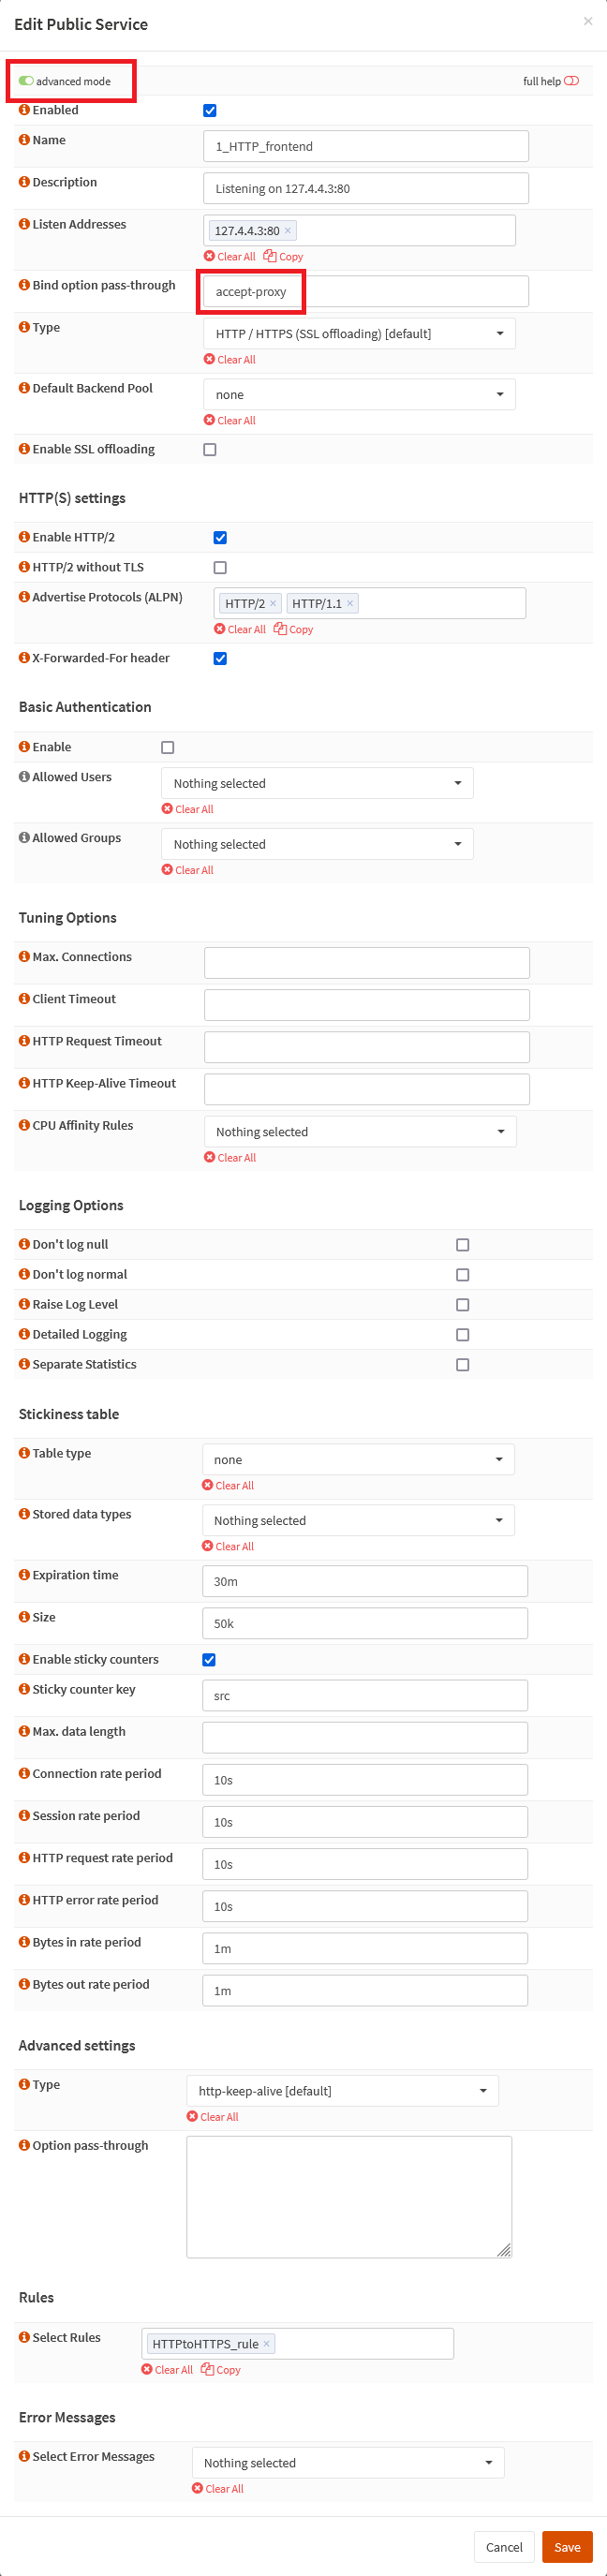 Edit Public Service ×
advanced mode full help
Enabled
Name 1_HTTP_frontend
Description Listening on 127.4.4.3:80
Listen Addresses 127.4.4.3:80 ×
Clear All Copy
Bind option pass-through accept-proxy
Type HTTP / HTTPS (SSL offloading) [default]
Clear All
Default Backend Pool none
Clear All
Enable SSL offloading
HTTP(S) settings
Enable HTTP/2
HTTP/2 without TLS
Advertise Protocols (ALPN) HTTP/2 × HTTP/1.1 ×
Clear All Copy
X-Forwarded-For header
Basic Authentication
Enable
Allowed Users Nothing selected
Clear All
Allowed Groups Nothing selected
Clear All
Tuning Options
Max. Connections
Client Timeout
HTTP Request Timeout
HTTP Keep-Alive Timeout
CPU Affinity Rules Nothing selected
Clear All
Logging Options
Don't log null
Don't log normal
Raise Log Level
Detailed Logging
Separate Statistics
Stickiness table
Table type none
Clear All
Stored data types Nothing selected
Clear All
Expiration time 30m
Size 50k
Enable sticky counters
Sticky counter key src
Max. data length
Connection rate period 10s
Session rate period 10s
HTTP request rate period 10s
HTTP error rate period 10s
Bytes in rate period 1m
Bytes out rate period 1m
Advanced settings
Type http-keep-alive [default]
Clear All
Option pass-through
Rules
Select Rules HTTPtoHTTPS_rule ×
Clear All Copy
Error Messages
Select Error Messages Nothing selected
Clear All
Cancel Save